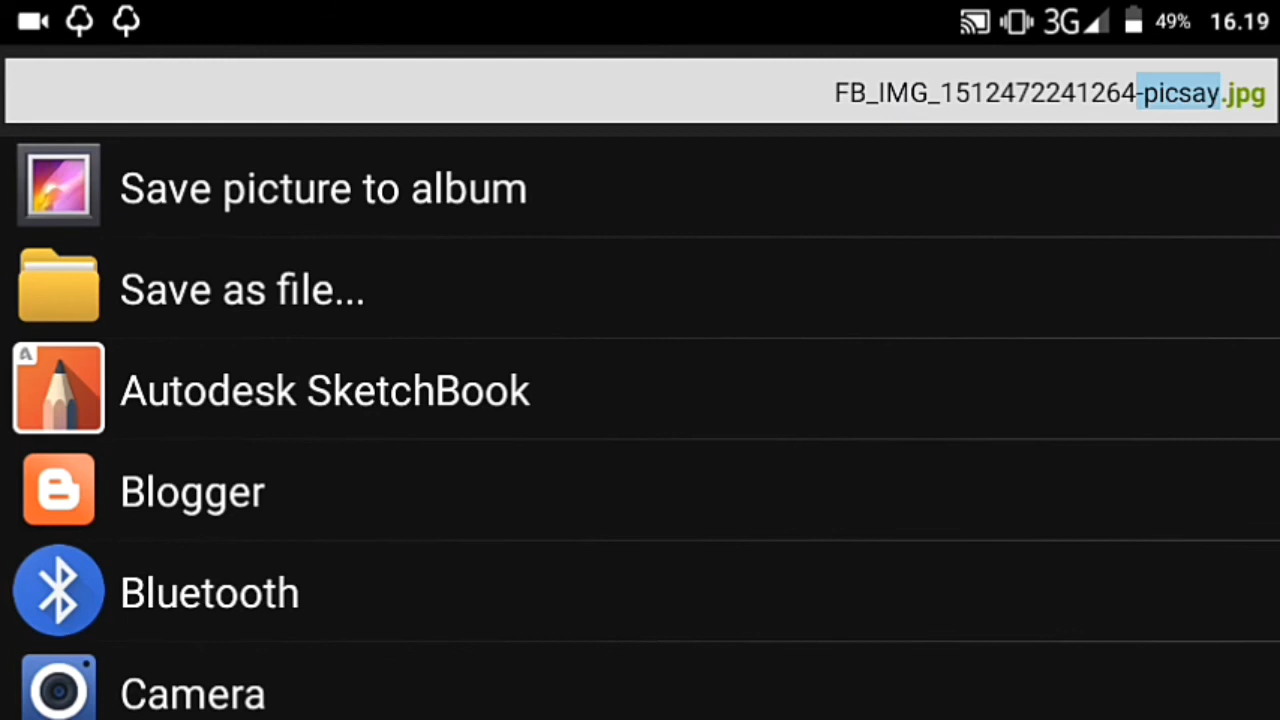 3G 49% 16.19
FB_IMG_1512472241264-picsay.jpg
Save picture to album
Save as file...
A
Autodesk SketchBook
Blogger
Bluetooth
Camera